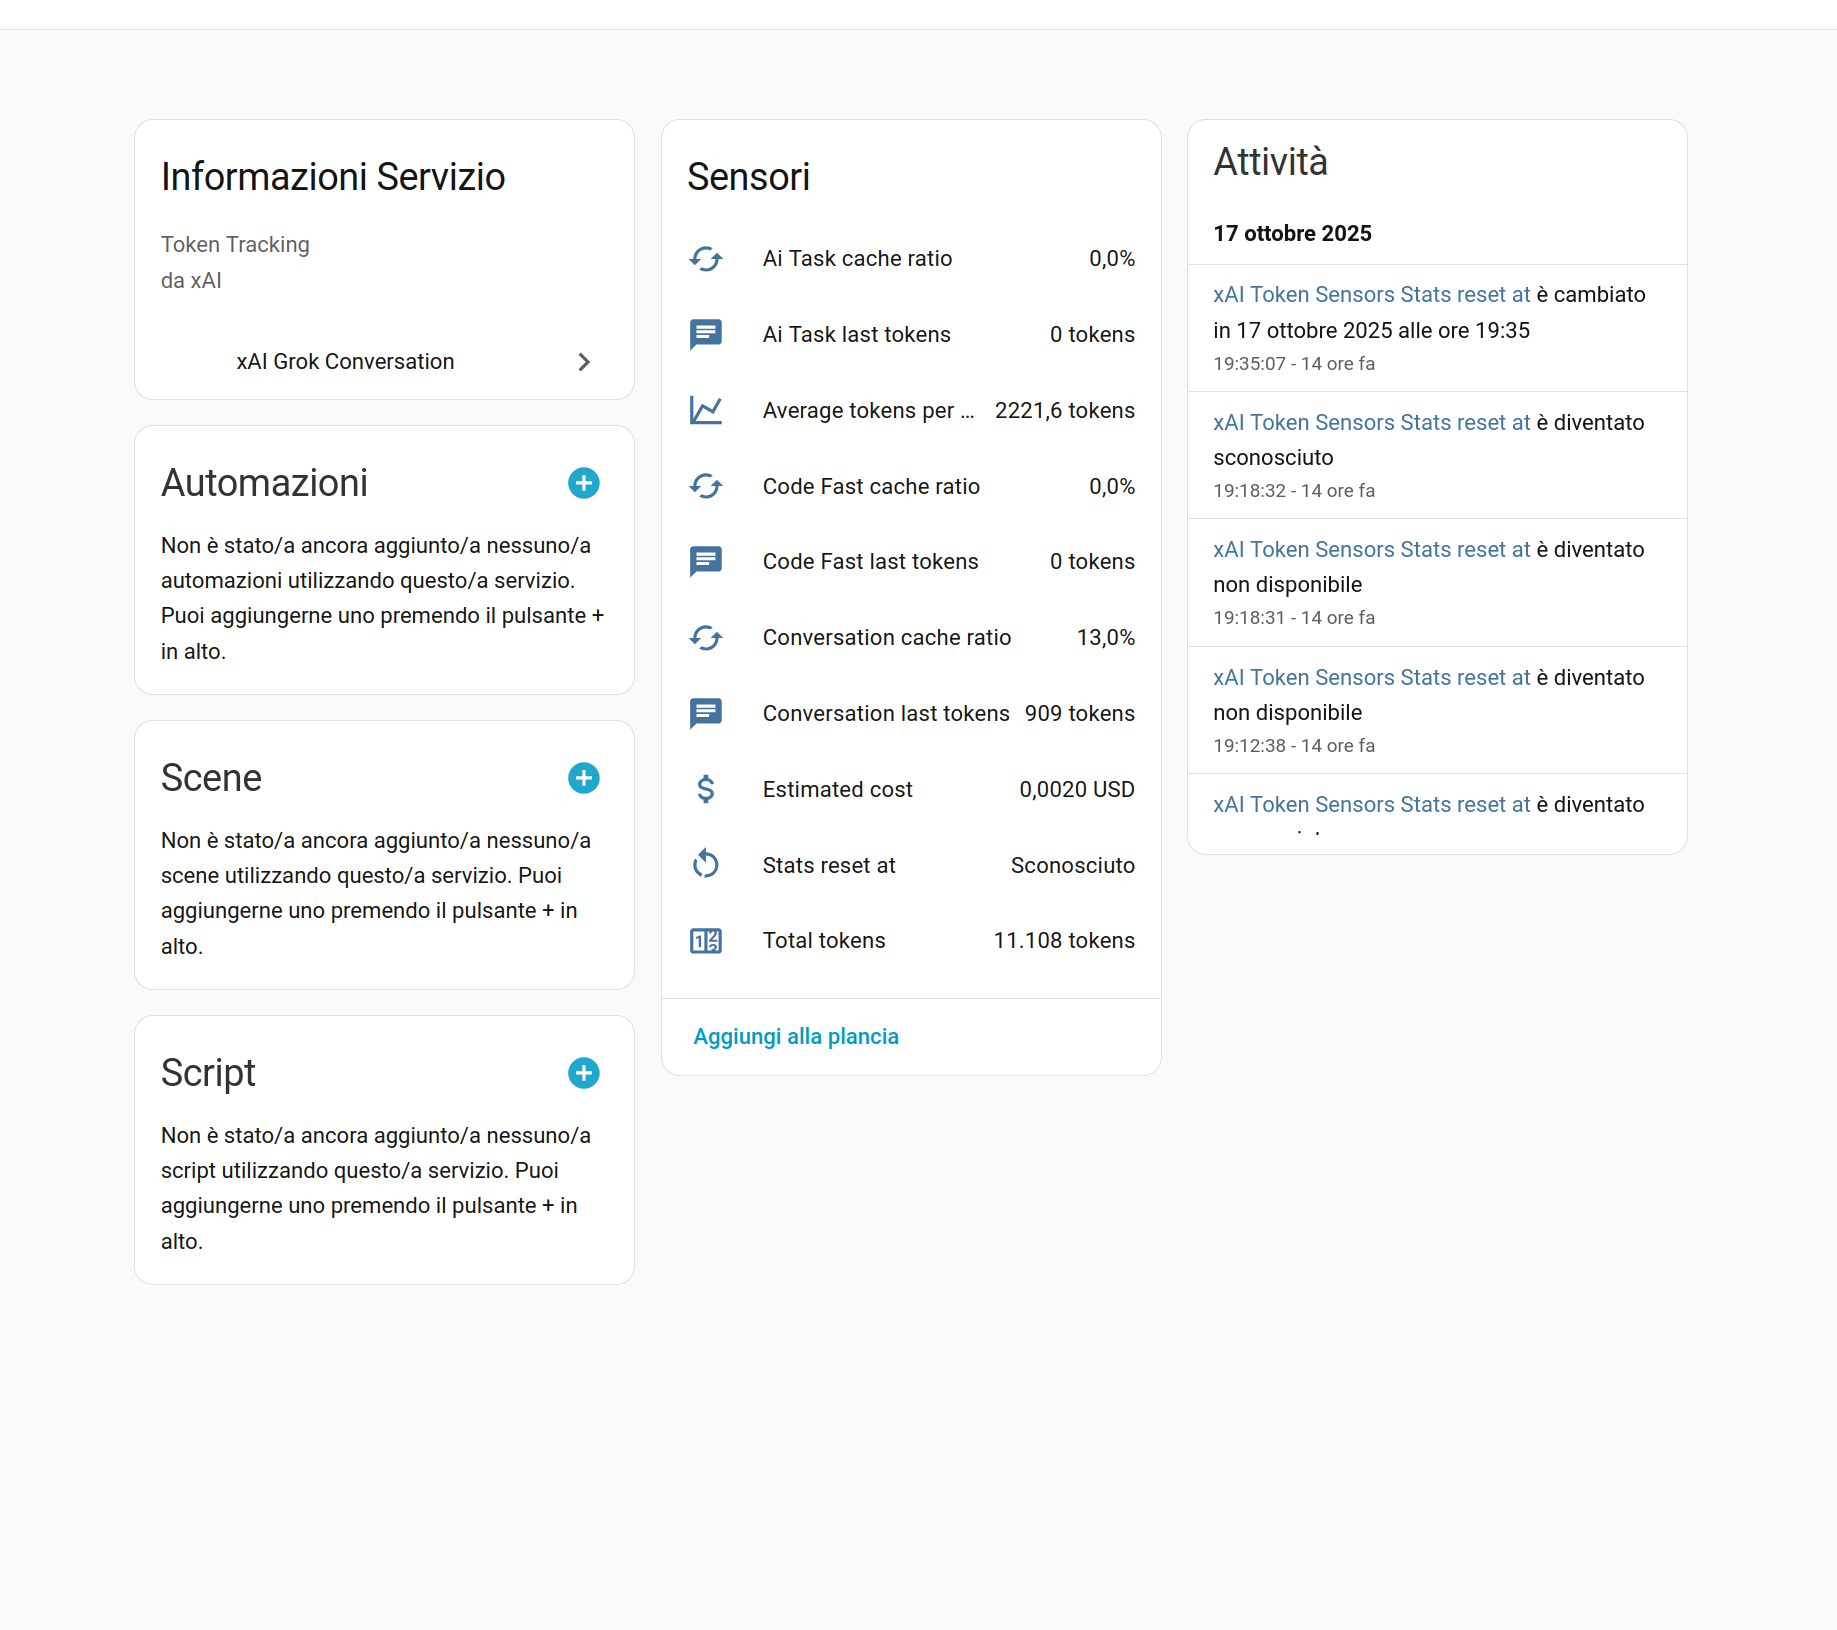 Informazioni Servizio
Token Tracking
da xAI
xAI Grok Conversation
Automazioni
Non è stato/a ancora aggiunto/a nessuno/a
automazioni utilizzando questo/a servizio.
Puoi aggiungerne uno premendo il pulsante +
in alto.
Scene
Non è stato/a ancora aggiunto/a nessuno/a
scene utilizzando questo/a servizio. Puoi
aggiungerne uno premendo il pulsante + in
alto.
Script
Non è stato/a ancora aggiunto/a nessuno/a
script utilizzando questo/a servizio. Puoi
aggiungerne uno premendo il pulsante + in
alto.
Sensori
Ai Task cache ratio 0,0%
Ai Task last tokens 0 tokens
Average tokens per ... 2221,6 tokens
Code Fast cache ratio 0,0%
Code Fast last tokens 0 tokens
Conversation cache ratio 13,0%
Conversation last tokens 909 tokens
Estimated cost 0,0020 USD
Stats reset at Sconosciuto
Total tokens 11.108 tokens
Aggiungi alla plancia
Attività
17 ottobre 2025
xAI Token Sensors Stats reset at è cambiato
in 17 ottobre 2025 alle ore 19:35
19:35:07 - 14 ore fa
xAI Token Sensors Stats reset at è diventato
sconosciuto
19:18:32 - 14 ore fa
xAI Token Sensors Stats reset at è diventato
non disponibile
19:18:31 - 14 ore fa
xAI Token Sensors Stats reset at è diventato
non disponibile
19:12:38 - 14 ore fa
xAI Token Sensors Stats reset at è diventato